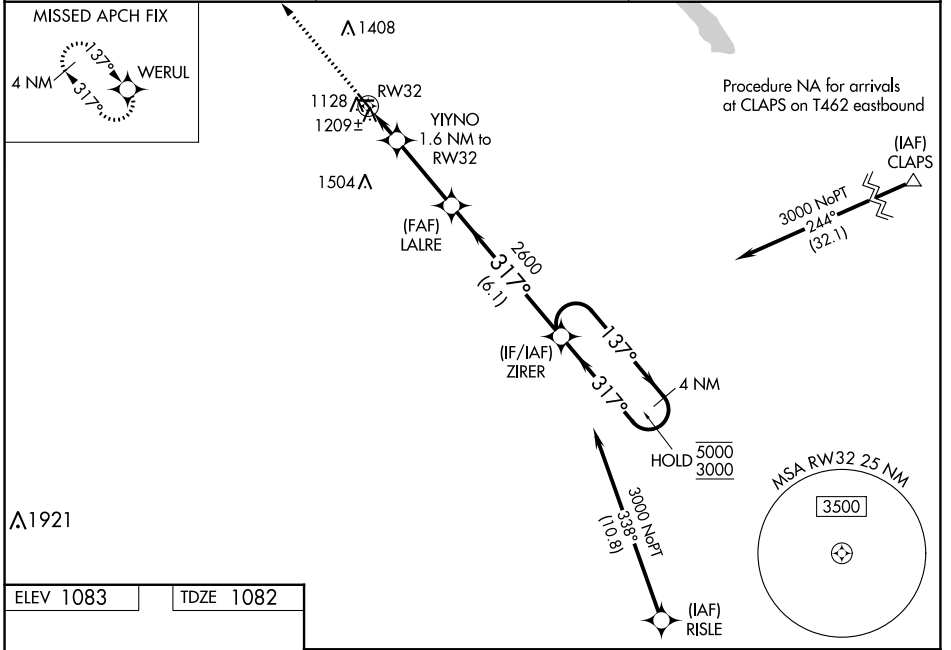 MISSED APCH FIX
4 NM
137°
317°
WERUL
1408
1128
RW32
1209±
YIYNO
1.6 NM to
RW32
1504
(FAF)
LALRE
2600
317°
(6.1)
Procedure NA for arrivals
at CLAPS on T462 eastbound
(IAF)
CLAPS
3000 NoPT
244°
(32.1)
(IF/IAF)
ZIRER
137°
317°
4 NM
HOLD 5000
3000
3000 NoPT
338°
(10.8)
(IAF)
RISLE
MSA RW32 25 NM
3500
1921
ELEV 1083
TDZE 1082